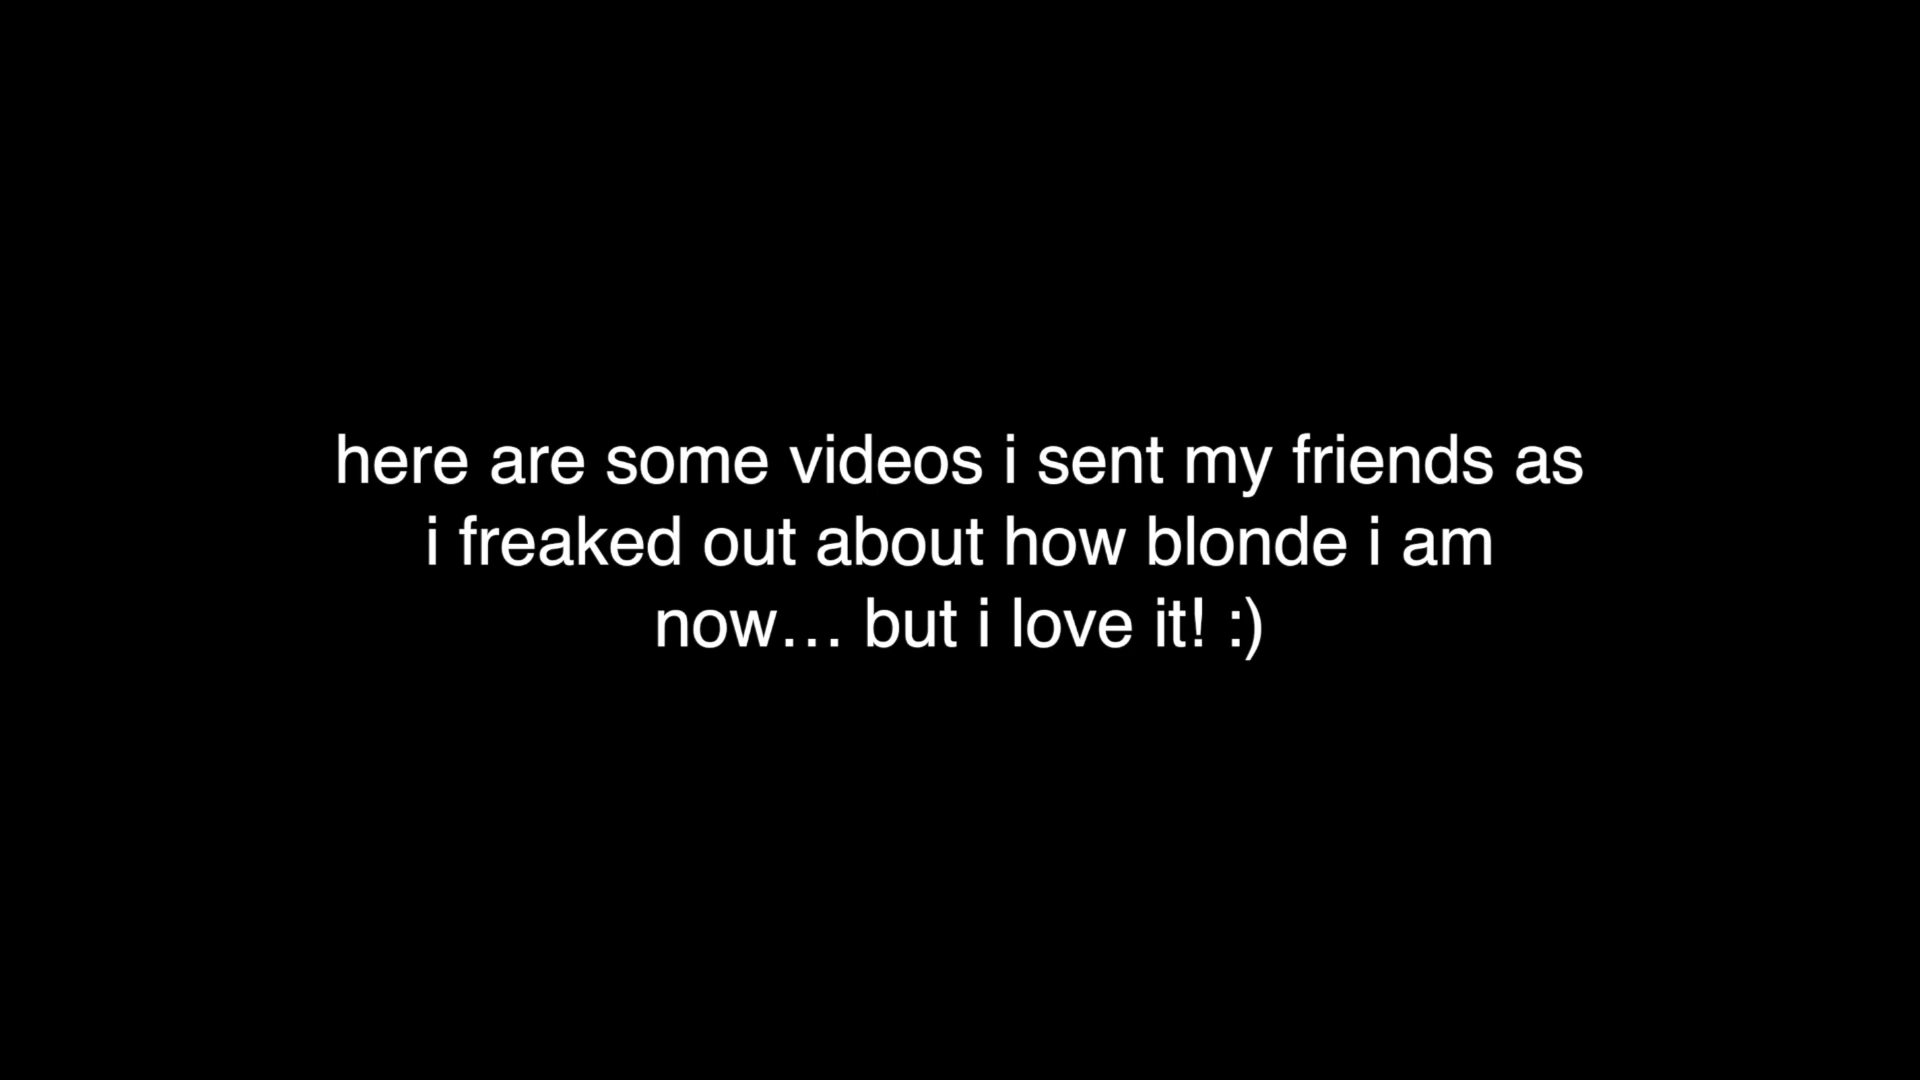 here are some videos i sent my friends as
i freaked out about how blonde i am
now… but i love it! :)